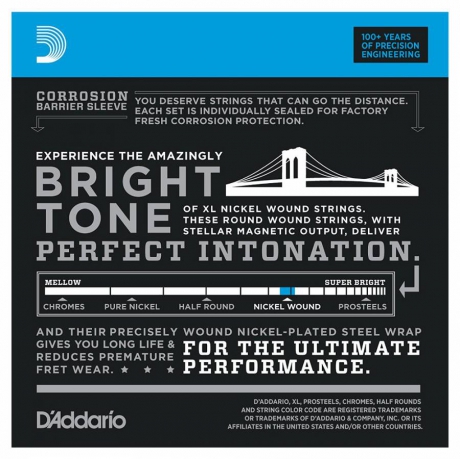 100+ YEARS
OF PRECISION
ENGINEERING
CORROSION
BARRIER SLEEVE
YOU DESERVE STRINGS THAT CAN GO THE DISTANCE.
EACH SET IS INDIVIDUALLY SEALED FOR FACTORY
FRESH CORROSION PROTECTION.
EXPERIENCE THE AMAZINGLY
BRIGHT
TONE
OF XL NICKEL WOUND STRINGS.
THESE ROUND WOUND STRINGS, WITH
STELLAR MAGNETIC OUTPUT, DELIVER
PERFECT INTONATION.
MELLOW SUPER BRIGHT
CHROMES PURE NICKEL HALF ROUND NICKEL WOUND PROSTEELS
AND THEIR PRECISELY WOUND NICKEL-PLATED STEEL WRAP
GIVES YOU LONG LIFE &
REDUCES PREMATURE
FRET WEAR. ★ ★ ★
FOR THE ULTIMATE
PERFORMANCE.
D'ADDARIO, XL, PROSTEELS, CHROMES, HALF ROUNDS
AND STRING COLOR CODE ARE REGISTERED TRADEMARKS
OR TRADEMARKS OF D'ADDARIO & COMPANY, INC. OR ITS
AFFILIATES IN THE UNITED STATES AND/OR OTHER COUNTRIES.
D'Addario